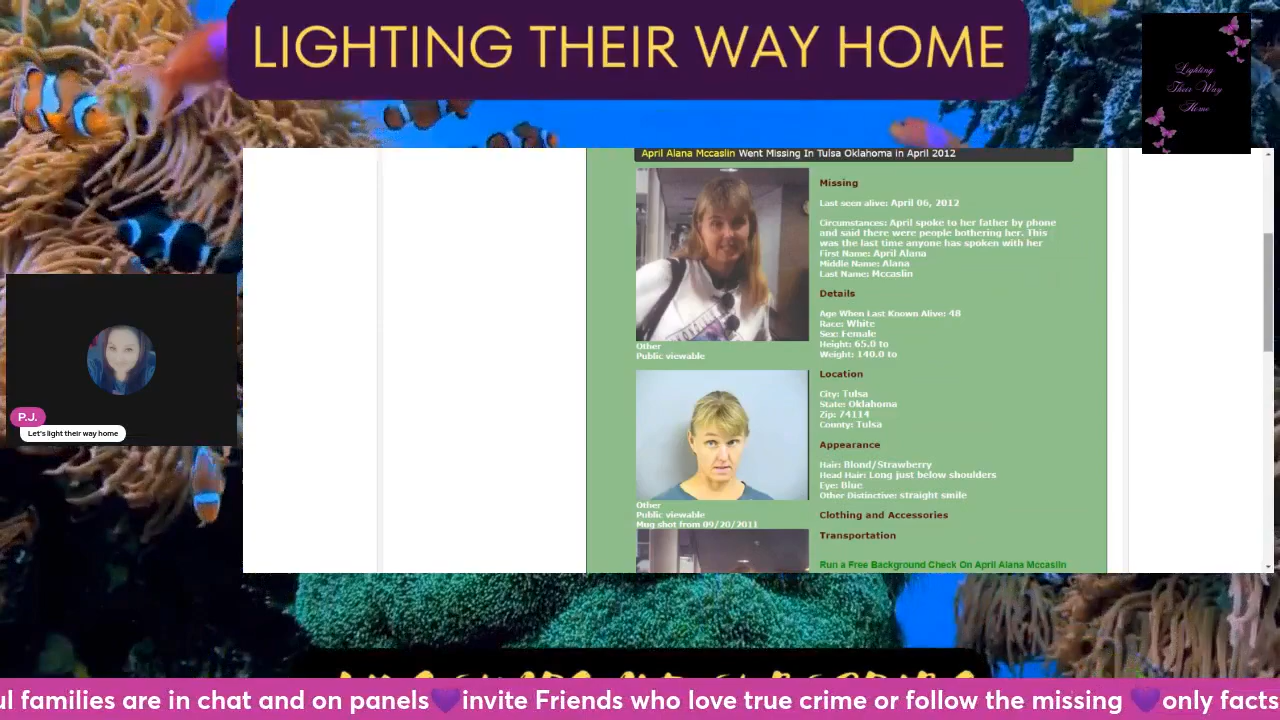 LIGHTING THEIR WAY HOME
Lighting
Their Way
Home
April Alana Mccaslin Went Missing In Tulsa Oklahoma in April 2012
Missing
Last seen alive: April 06, 2012
Circumstances: April spoke to her father by phone
and said there were people bothering her. This
was the last time anyone has spoken with her
First Name: April Alana
Middle Name: Alana
Last Name: Mccaslin
Details
Age When Last Known Alive: 48
Race: White
Sex: Female
Height: 65.0 to
Weight: 140.0 to
Other
Public viewable
Location
City: Tulsa
State: Oklahoma
Zip: 74114
County: Tulsa
Appearance
Hair: Blond/Strawberry
Head Hair: Long just below shoulders
Eye: Blue
Other Distinctive: straight smile
Other
Public viewable
Mug shot from 09/20/2011
Clothing and Accessories
Transportation
Run a Free Background Check On April Alana Mccaslin
P.J.
Let's light their way home
ul families are in chat and on panels💜invite Friends who love true crime or follow the missing 💜only facts